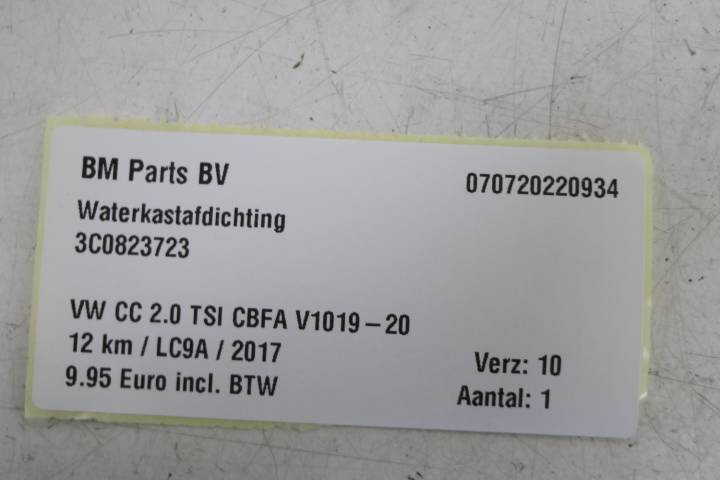 BM Parts BV
070720220934
Waterkastafdichting
3C0823723
VW CC 2.0 TSI CBFA V1019-20
12 km / LC9A / 2017
Verz: 10
9.95 Euro incl. BTW
Aantal: 1